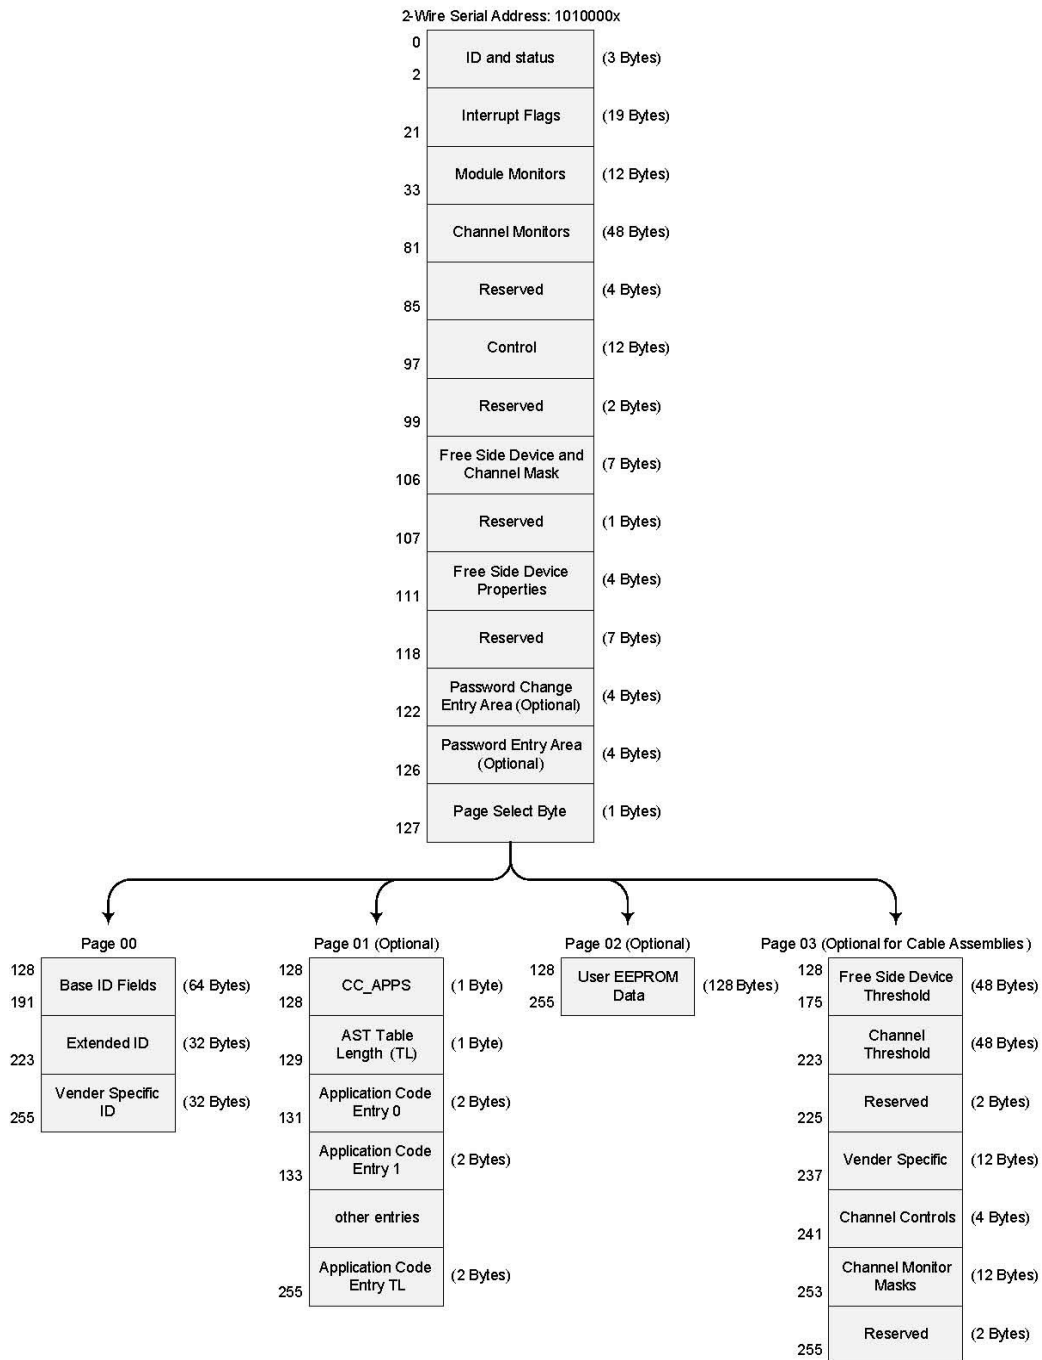 2-Wire Serial Address: 1010000x
0
ID and status
(3 Bytes)
2
Interrupt Flags
(19 Bytes)
21
Module Monitors
(12 Bytes)
33
Channel Monitors
(48 Bytes)
81
Reserved
(4 Bytes)
85
Control
(12 Bytes)
97
Reserved
(2 Bytes)
99
Free Side Device and
Channel Mask
(7 Bytes)
106
Reserved
(1 Bytes)
107
Free Side Device
Properties
(4 Bytes)
111
Reserved
(7 Bytes)
118
Password Change
Entry Area (Optional)
(4 Bytes)
122
Password Entry Area
(Optional)
(4 Bytes)
126
Page Select Byte
(1 Bytes)
127
Page 00
128
Base ID Fields
(64 Bytes)
191
Extended ID
(32 Bytes)
223
Vender Specific
ID
(32 Bytes)
255
Page 01 (Optional)
128
CC_APPS
(1 Byte)
128
AST Table
Length (TL)
(1 Byte)
129
Application Code
Entry 0
(2 Bytes)
131
Application Code
Entry 1
(2 Bytes)
133
other entries
Application Code
Entry TL
(2 Bytes)
255
Page 02 (Optional)
128
User EEPROM
Data
(128 Bytes)
255
Page 03 (Optional for Cable Assemblies )
128
Free Side Device
Threshold
(48 Bytes)
175
Channel
Threshold
(48 Bytes)
223
Reserved
(2 Bytes)
225
Vender Specific
(12 Bytes)
237
Channel Controls
(4 Bytes)
241
Channel Monitor
Masks
(12 Bytes)
253
Reserved
(2 Bytes)
255